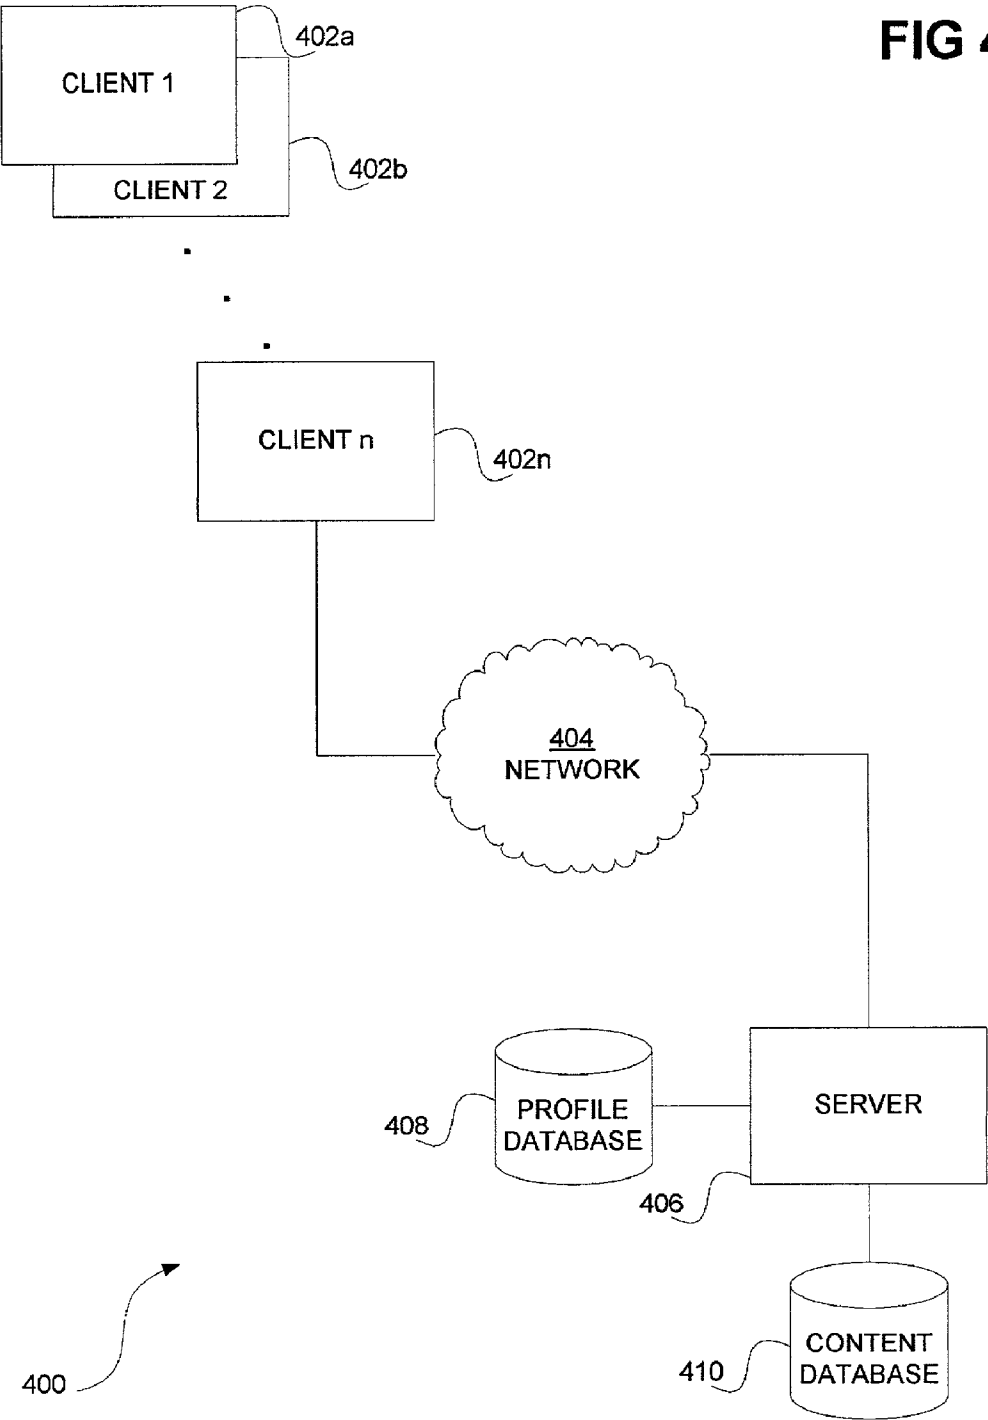 FIG 4
402a
CLIENT 1
402b
CLIENT 2
CLIENT n
402n
404
NETWORK
SERVER
PROFILE
DATABASE
408
406
CONTENT
DATABASE
410
400